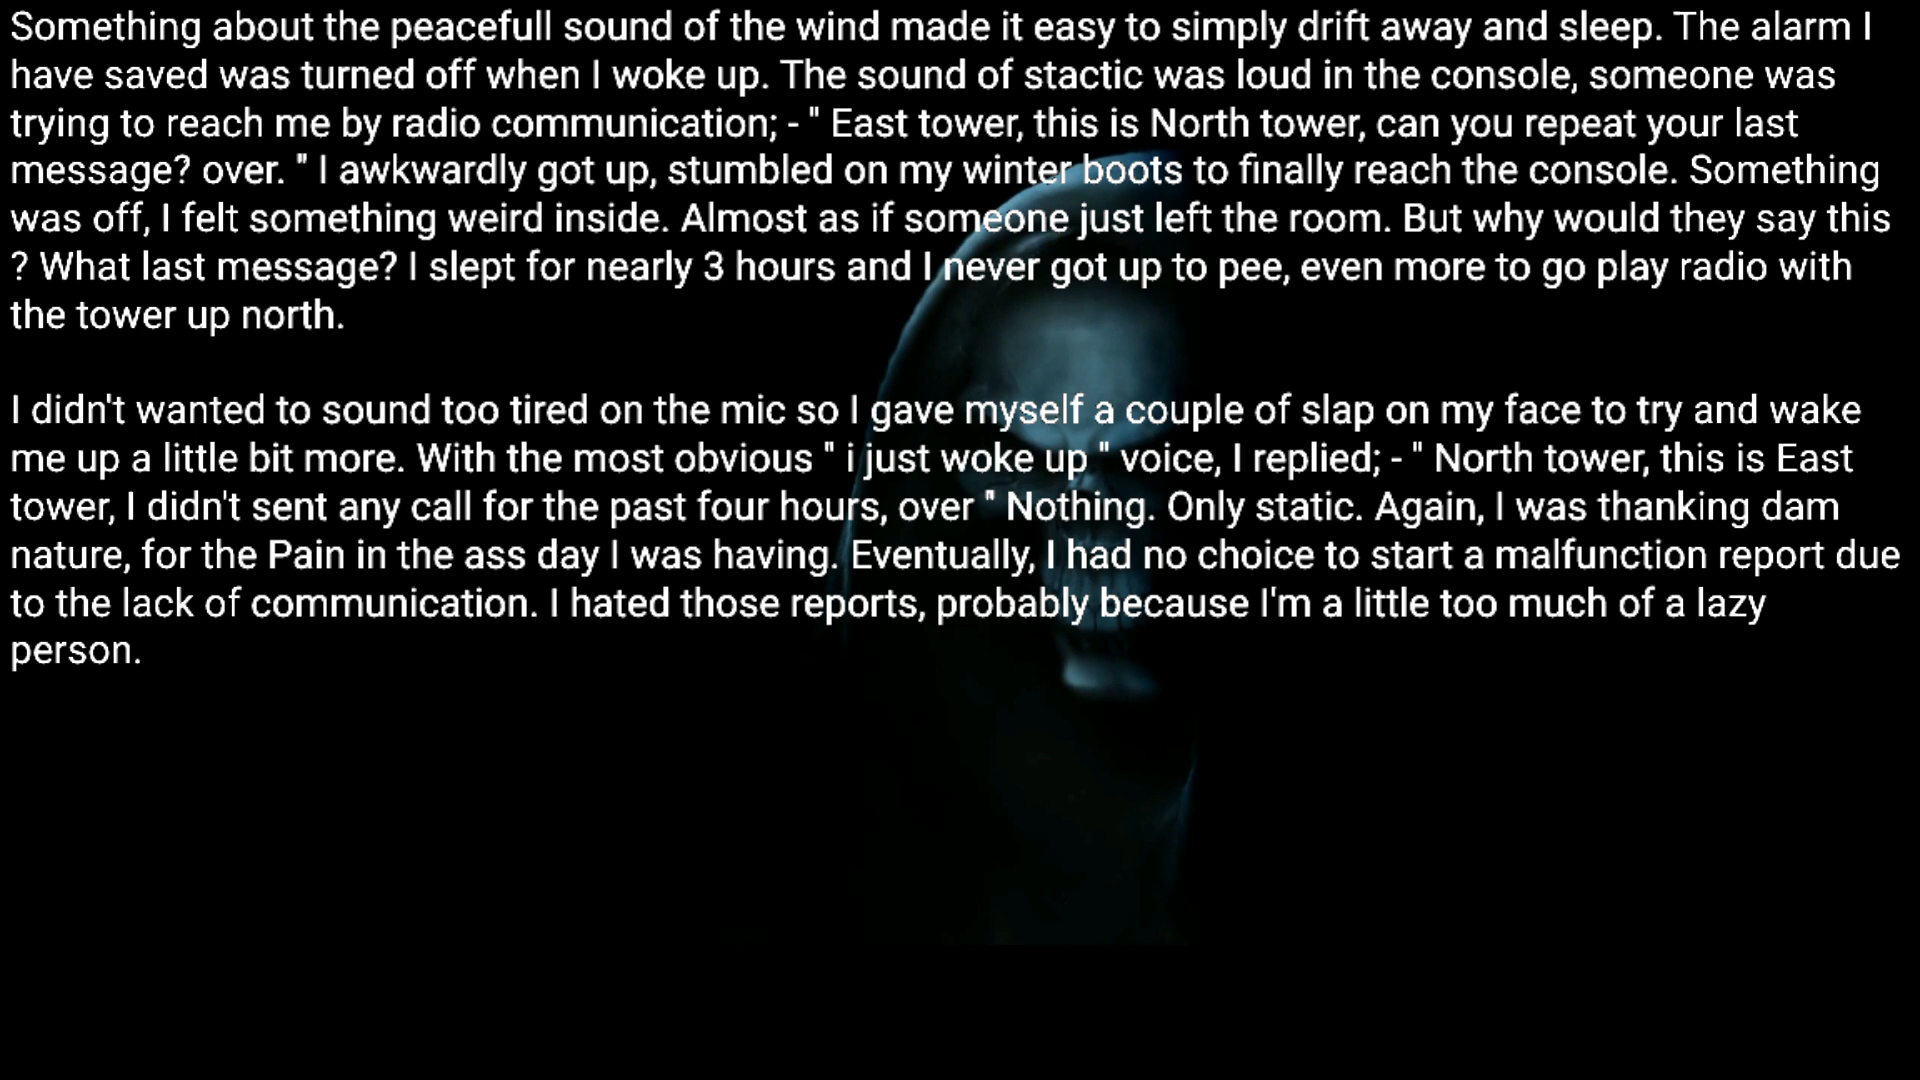 Something about the peacefull sound of the wind made it easy to simply drift away and sleep. The alarm I
have saved was turned off when I woke up. The sound of stactic was loud in the console, someone was
trying to reach me by radio communication; - " East tower, this is North tower, can you repeat your last
message? over. " I awkwardly got up, stumbled on my winter boots to finally reach the console. Something
was off, I felt something weird inside. Almost as if someone just left the room. But why would they say this
? What last message? I slept for nearly 3 hours and I never got up to pee, even more to go play radio with
the tower up north.

I didn't wanted to sound too tired on the mic so I gave myself a couple of slap on my face to try and wake
me up a little bit more. With the most obvious " i just woke up " voice, I replied; - " North tower, this is East
tower, I didn't sent any call for the past four hours, over " Nothing. Only static. Again, I was thanking dam
nature, for the Pain in the ass day I was having. Eventually, I had no choice to start a malfunction report due
to the lack of communication. I hated those reports, probably because I'm a little too much of a lazy
person.